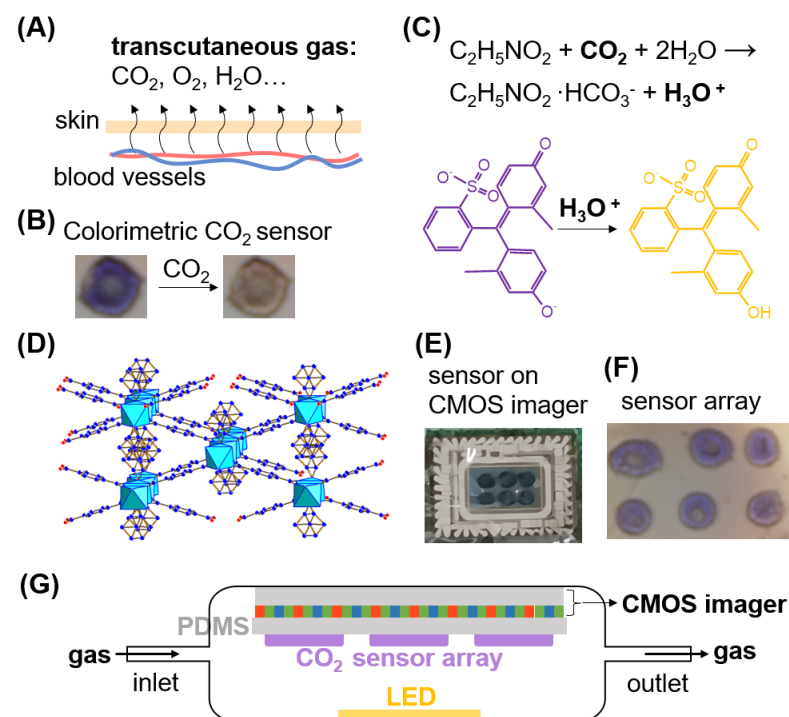 (A)
transcutaneous gas:
CO₂, O₂, H₂O…
skin
blood vessels
(B)
Colorimetric CO₂ sensor
CO₂
(C)
C₂H₅NO₂ + CO₂ + 2H₂O →
C₂H₅NO₂ ·HCO₃⁻ + H₃O⁺
O
O⁻
S
O
O
O⁻
H₃O⁺
O
O⁻
S
O
O
OH
(D)
(E)
sensor on
CMOS imager
(F)
sensor array
(G)
CMOS imager
PDMS
gas
inlet
CO₂ sensor array
gas
outlet
LED